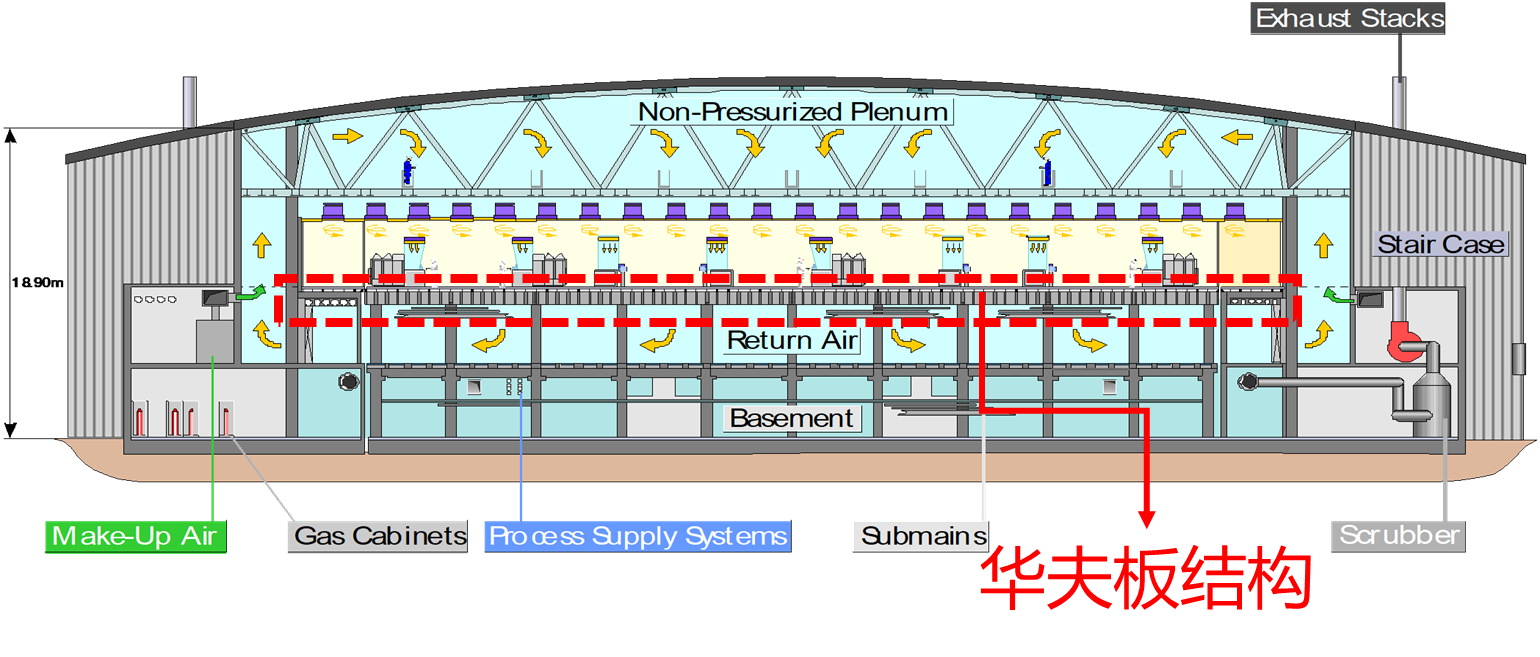 Exhaust Stacks
Non-Pressurized Plenum
Stair Case
18.90m
Return Air
Basement
Make-Up Air
Gas Cabinets
Process Supply Systems
Submains
Scrubber
华夫板结构